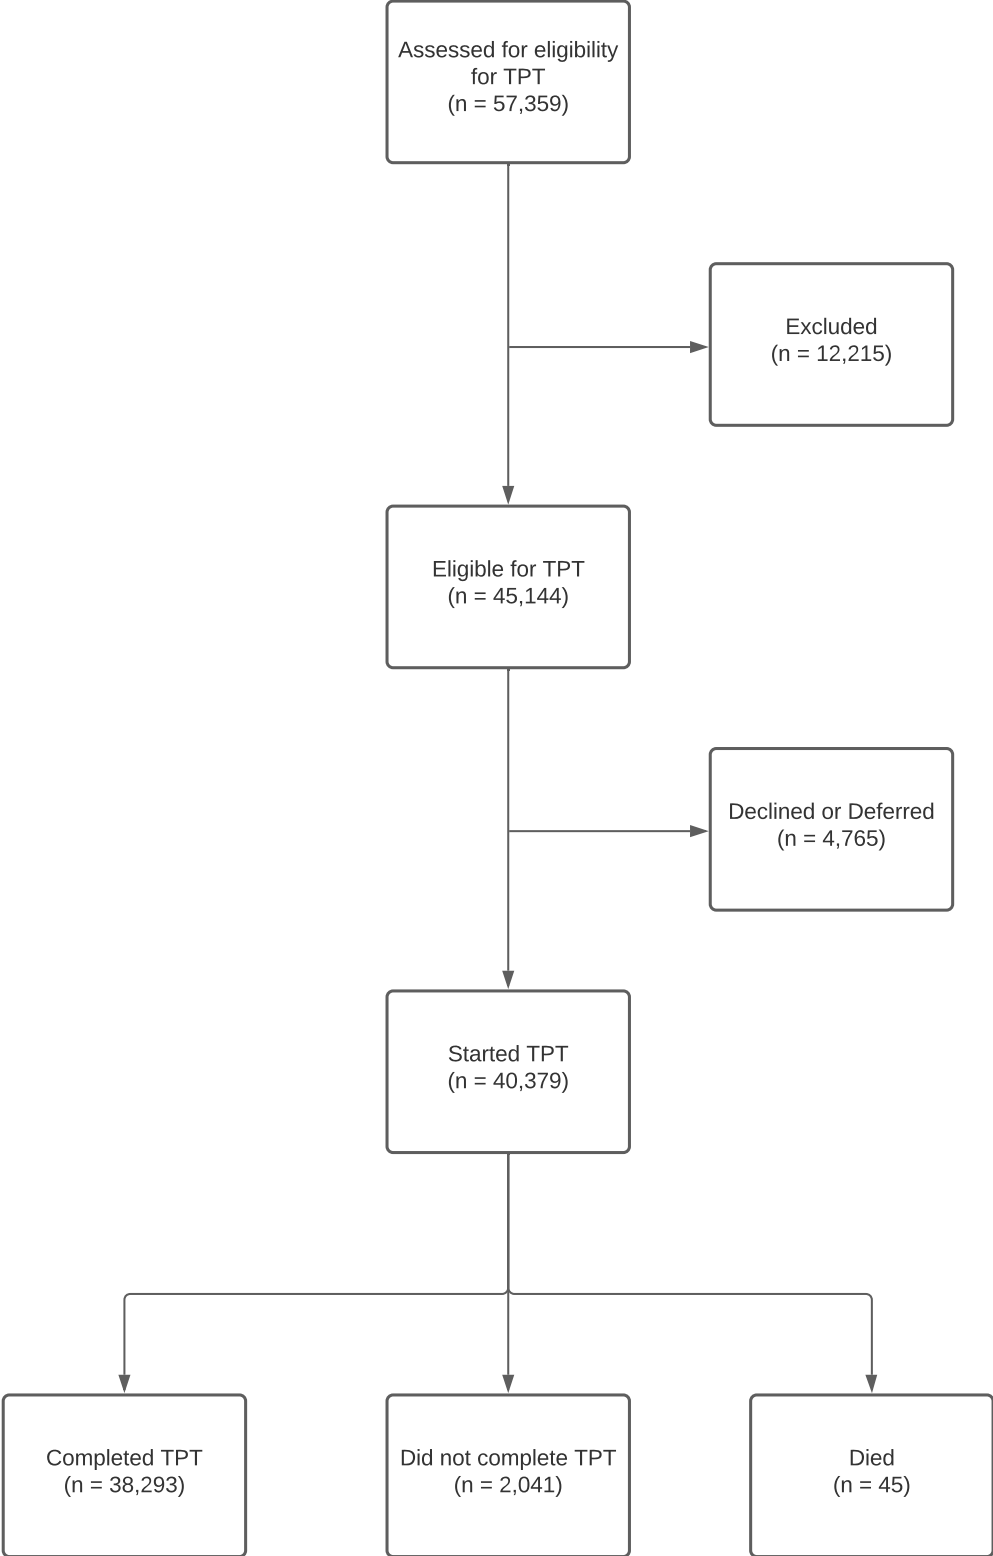 Assessed for eligibility
for TPT
(n = 57,359)
Excluded
(n = 12,215)
Eligible for TPT
(n = 45,144)
Declined or Deferred
(n = 4,765)
Started TPT
(n = 40,379)
Completed TPT
(n = 38,293)
Did not complete TPT
(n = 2,041)
Died
(n = 45)